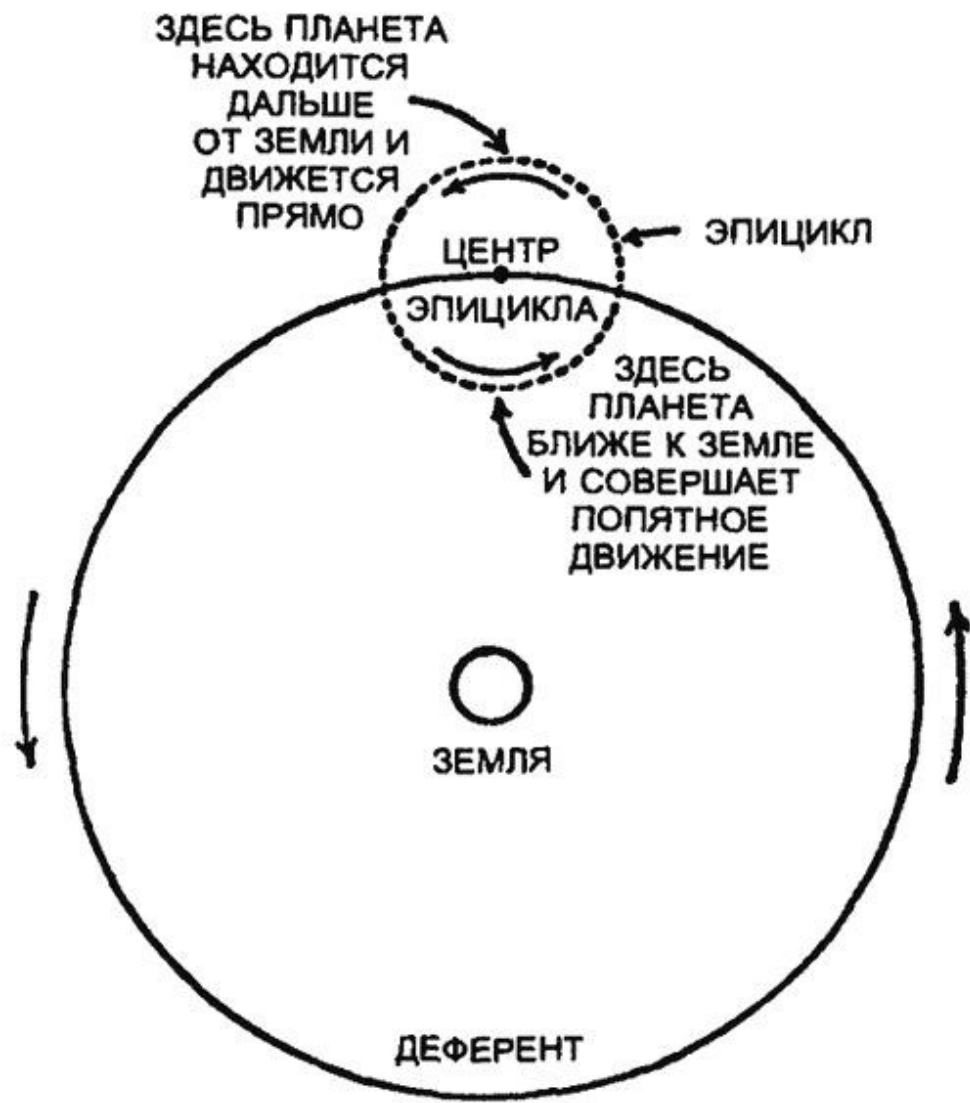 ЗДЕСЬ ПЛАНЕТА
НАХОДИТСЯ
ДАЛЬШЕ
ОТ ЗЕМЛИ И
ДВИЖЕТСЯ
ПРЯМО
ЭПИЦИКЛ
ЦЕНТР
ЭПИЦИКЛА
ЗДЕСЬ
ПЛАНЕТА
БЛИЖЕ К ЗЕМЛЕ
И СОВЕРШАЕТ
ПОПЯТНОЕ
ДВИЖЕНИЕ
ЗЕМЛЯ
ДЕФЕРЕНТ